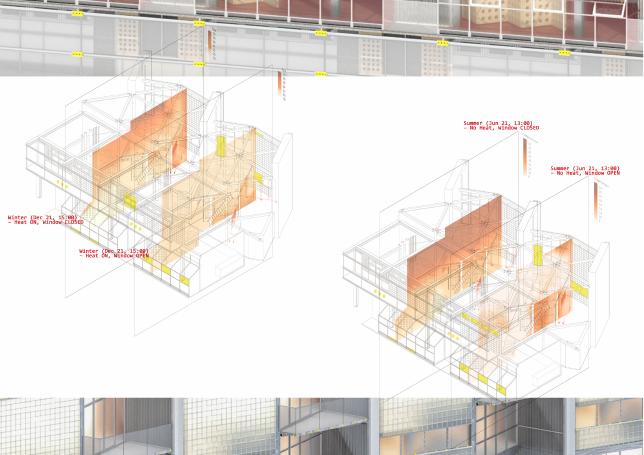 Summer (Jun 21, 13:00)
- No Heat, Window CLOSED
Summer (Jun 21, 13:00)
- No Heat, Window OPEN
Winter (Dec 21, 15:00)
- Heat ON, Window CLOSED
Winter (Dec 21, 15:00)
- Heat ON, Window OPEN